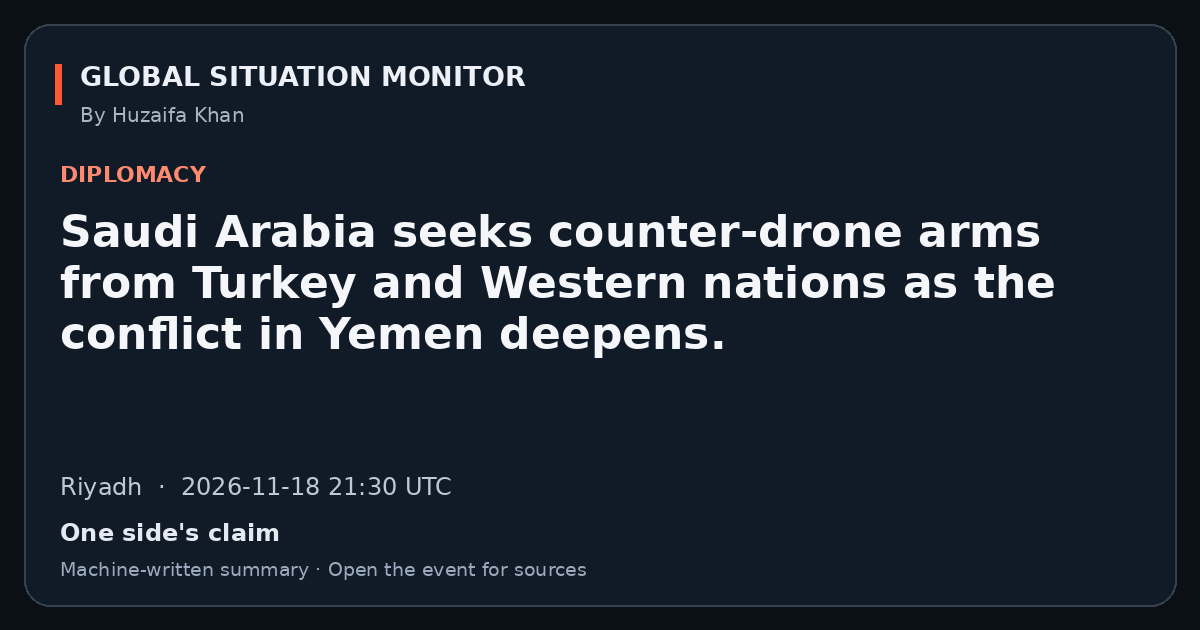 GLOBAL SITUATION MONITOR
By Huzaifa Khan
DIPLOMACY
Saudi Arabia seeks counter-drone arms
from Turkey and Western nations as the
conflict in Yemen deepens.
Riyadh · 2026-11-18 21:30 UTC
One side's claim
Machine-written summary · Open the event for sources